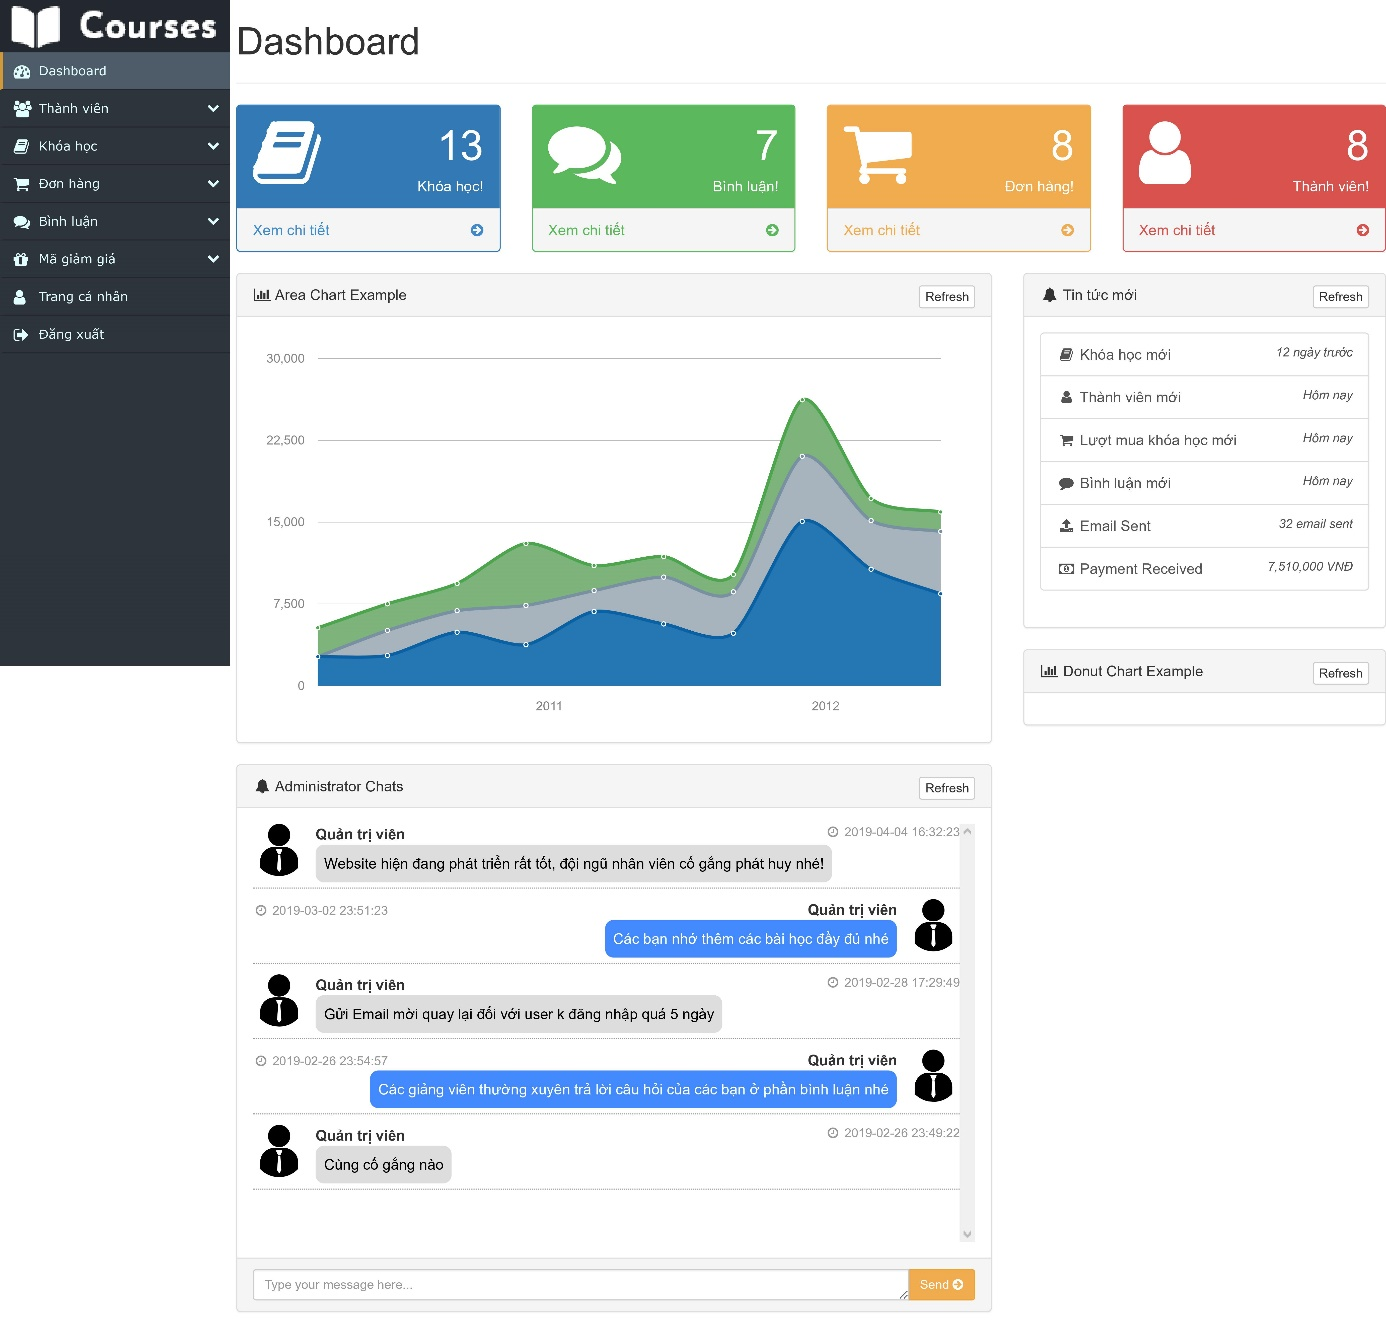 Courses
Dashboard
Thành viên
Khóa học
Đơn hàng
Bình luận
Mã giảm giá
Trang cá nhân
Đăng xuất
Dashboard
13
Khóa học!
Xem chi tiết
7
Bình luận!
Xem chi tiết
8
Đơn hàng!
Xem chi tiết
8
Thành viên!
Xem chi tiết
Area Chart Example
Refresh
30,000
22,500
15,000
7,500
0
2011
2012
Tin tức mới
Refresh
Khóa học mới
12 ngày trước
Thành viên mới
Hôm nay
Lượt mua khóa học mới
Hôm nay
Bình luận mới
Hôm nay
Email Sent
32 email sent
Payment Received
7,510,000 VNĐ
Donut Chart Example
Refresh
Administrator Chats
Refresh
Quản trị viên
2019-04-04 16:32:23
Website hiện đang phát triển rất tốt, đội ngũ nhân viên cố gắng phát huy nhé!
2019-03-02 23:51:23
Quản trị viên
Các bạn nhớ thêm các bài học đầy đủ nhé
Quản trị viên
2019-02-28 17:29:49
Gửi Email mời quay lại đối với user k đăng nhập quá 5 ngày
2019-02-26 23:54:57
Quản trị viên
Các giảng viên thường xuyên trả lời câu hỏi của các bạn ở phần bình luận nhé
Quản trị viên
2019-02-26 23:49:22
Cùng cố gắng nào
Type your message here...
Send